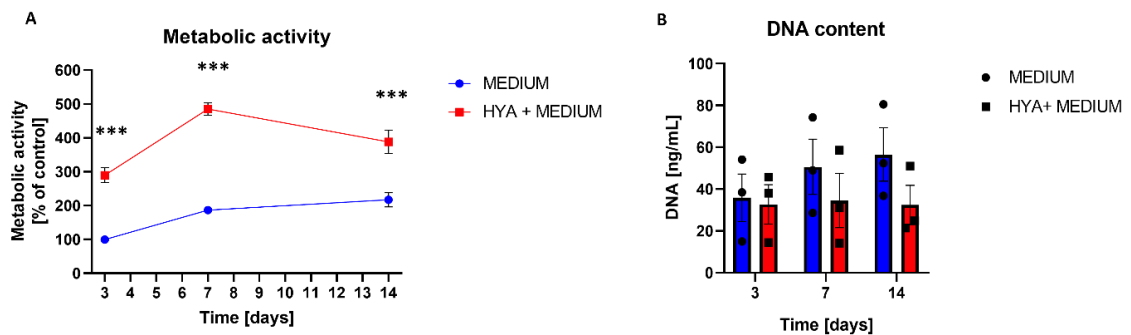 A
Metabolic activity
Metabolic activity
[% of control]
600
500
400
300
200
100
0
***
***
***
3 4 5 6 7 8 9 10 11 12 13 14
Time [days]
MEDIUM
HYA + MEDIUM
B
DNA content
DNA [ng/mL]
100
80
60
40
20
0
3 7 14
Time [days]
MEDIUM
HYA+ MEDIUM